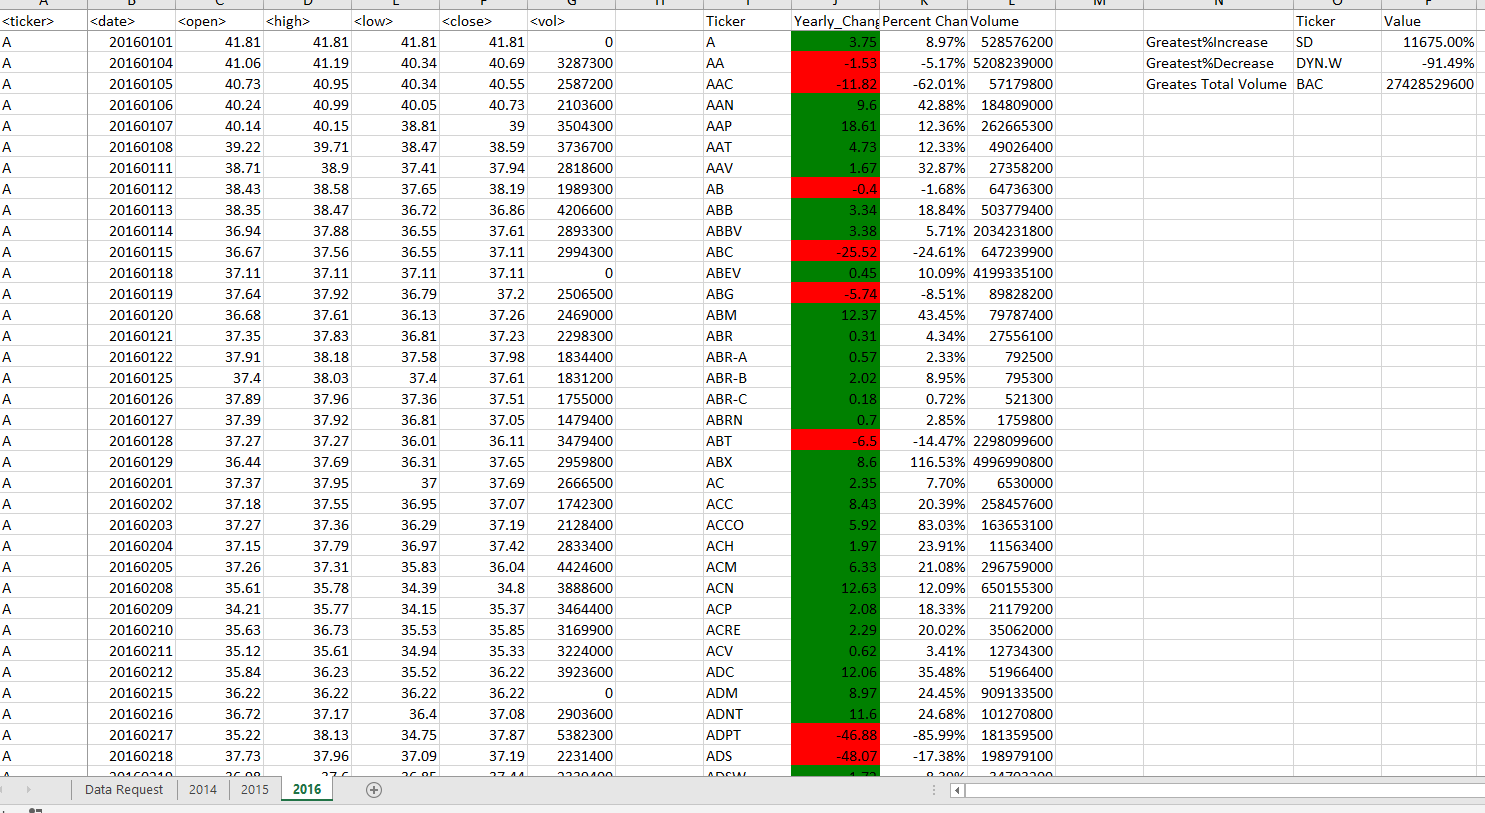 A B C D E F G H I J K L M N O P
<ticker> <date> <open> <high> <low> <close> <vol> Ticker Yearly_Chang Percent Chan Volume Ticker Value
A 20160101 41.81 41.81 41.81 41.81 0 A 3.75 8.97% 528576200 Greatest%Increase SD 11675.00%
A 20160104 41.06 41.19 40.34 40.69 3287300 AA -1.53 -5.17% 5208239000 Greatest%Decrease DYN.W -91.49%
A 20160105 40.73 40.95 40.34 40.55 2587200 AAC -11.82 -62.01% 57179800 Greates Total Volume BAC 27428529600
A 20160106 40.24 40.99 40.05 40.73 2103600 AAN 9.6 42.88% 184809000
A 20160107 40.14 40.15 38.81 39 3504300 AAP 18.61 12.36% 262665300
A 20160108 39.22 39.71 38.47 38.59 3736700 AAT 4.73 12.33% 49026400
A 20160111 38.71 38.9 37.41 37.94 2818600 AAV 1.67 32.87% 27358200
A 20160112 38.43 38.58 37.65 38.19 1989300 AB -0.4 -1.68% 64736300
A 20160113 38.35 38.47 36.72 36.86 4206600 ABB 3.34 18.84% 503779400
A 20160114 36.94 37.88 36.55 37.61 2893300 ABBV 3.38 5.71% 2034231800
A 20160115 36.67 37.56 36.55 37.11 2994300 ABC -25.52 -24.61% 647239900
A 20160118 37.11 37.11 37.11 37.11 0 ABEV 0.45 10.09% 4199335100
A 20160119 37.64 37.92 36.79 37.2 2506500 ABG -5.74 -8.51% 89828200
A 20160120 36.68 37.61 36.13 37.26 2469000 ABM 12.37 43.45% 79787400
A 20160121 37.35 37.83 36.81 37.23 2298300 ABR 0.31 4.34% 27556100
A 20160122 37.91 38.18 37.58 37.98 1834400 ABR-A 0.57 2.33% 792500
A 20160125 37.4 38.03 37.4 37.61 1831200 ABR-B 2.02 8.95% 795300
A 20160126 37.89 37.96 37.36 37.51 1755000 ABR-C 0.18 0.72% 521300
A 20160127 37.39 37.92 36.81 37.05 1479400 ABRN 0.7 2.85% 1759800
A 20160128 37.27 37.27 36.01 36.11 3479400 ABT -6.5 -14.47% 2298099600
A 20160129 36.44 37.69 36.31 37.65 2959800 ABX 8.6 116.53% 4996990800
A 20160201 37.37 37.95 37 37.69 2666500 AC 2.35 7.70% 6530000
A 20160202 37.18 37.55 36.95 37.07 1742300 ACC 8.43 20.39% 258457600
A 20160203 37.27 37.36 36.29 37.19 2128400 ACCO 5.92 83.03% 163653100
A 20160204 37.15 37.79 36.97 37.42 2833400 ACH 1.97 23.91% 11563400
A 20160205 37.26 37.31 35.83 36.04 4424600 ACM 6.33 21.08% 296759000
A 20160208 35.61 35.78 34.39 34.8 3888600 ACN 12.63 12.09% 650155300
A 20160209 34.21 35.77 34.15 35.37 3464400 ACP 2.08 18.33% 21179200
A 20160210 35.63 36.73 35.53 35.85 3169900 ACRE 2.29 20.02% 35062000
A 20160211 35.12 35.61 34.94 35.33 3224000 ACV 0.62 3.41% 12734300
A 20160212 35.84 36.23 35.52 36.22 3923600 ADC 12.06 35.48% 51966400
A 20160215 36.22 36.22 36.22 36.22 0 ADM 8.97 24.45% 909133500
A 20160216 36.72 37.17 36.4 37.08 2903600 ADNT 11.6 24.68% 101270800
A 20160217 35.22 38.13 34.75 37.87 5382300 ADPT -46.88 -85.99% 181359500
A 20160218 37.73 37.96 37.09 37.19 2231400 ADS -48.07 -17.38% 198979100
Data Request 2014 2015 2016